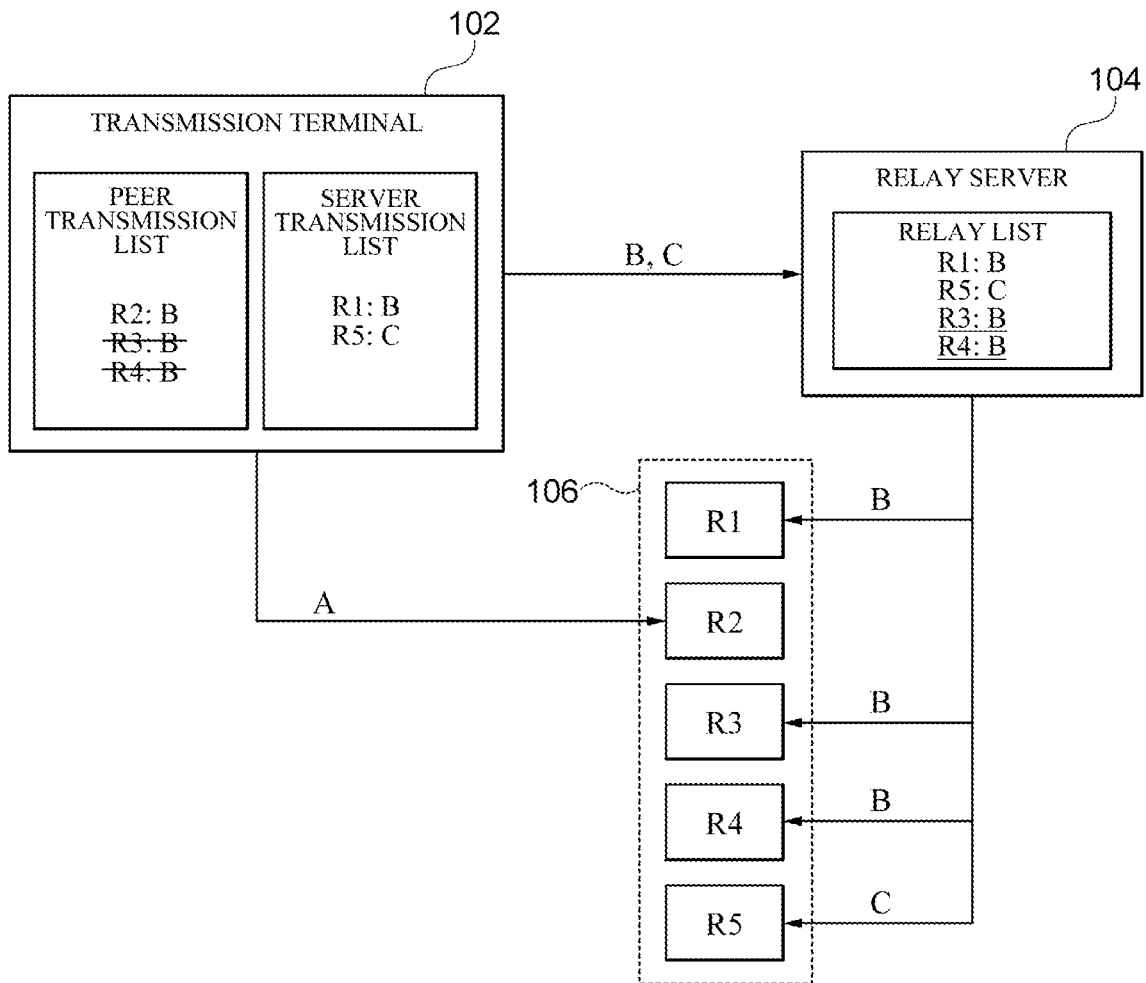 102
104
TRANSMISSION TERMINAL
PEER
TRANSMISSION
LIST
R2: B
R3: B
R4: B
SERVER
TRANSMISSION
LIST
R1: B
R5: C
B, C
RELAY SERVER
RELAY LIST
R1: B
R5: C
R3: B
R4: B
106
R1
B
A
R2
R3
B
R4
B
R5
C